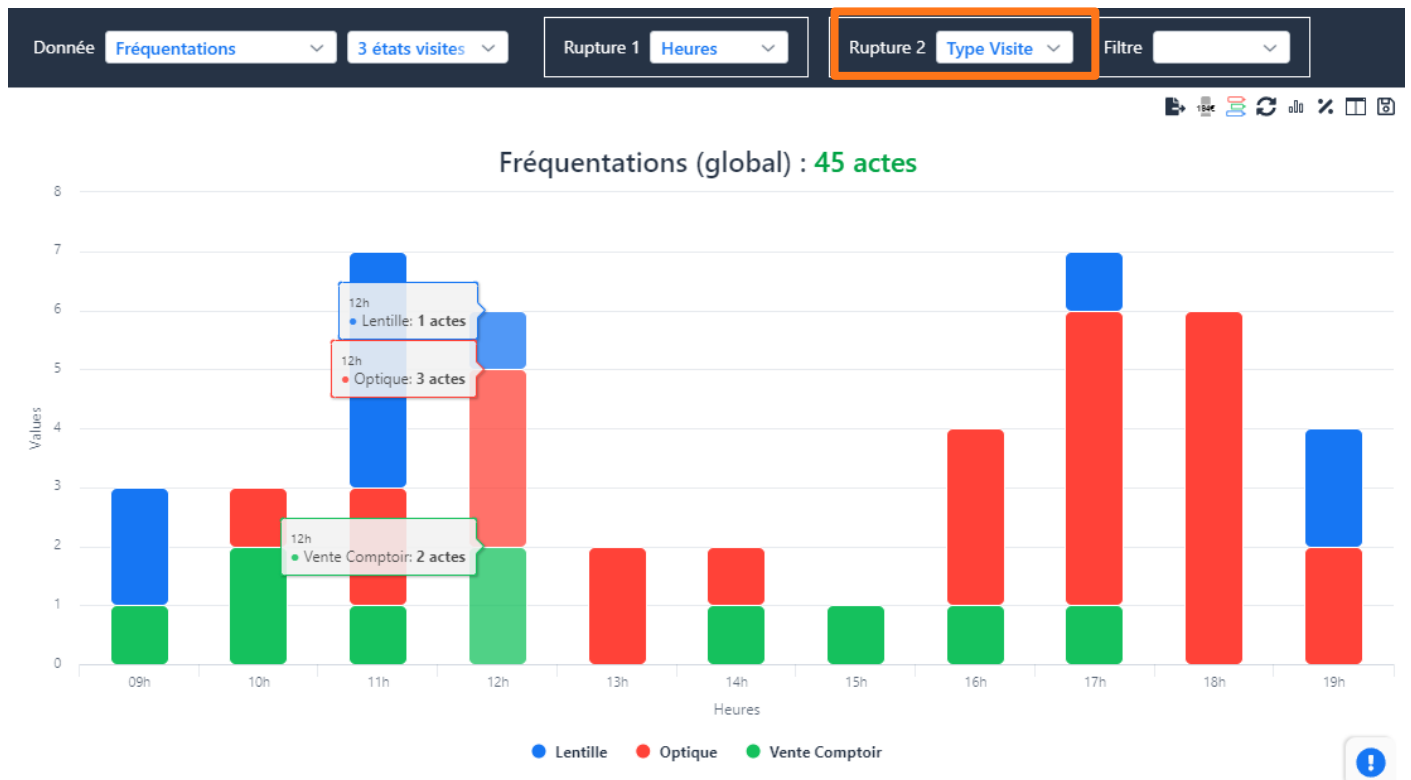 Donnée Fréquentations 3 états visites Rupture 1 Heures Rupture 2 Type Visite Filtre
184€
Fréquentations (global) : 45 actes
8
7
6
5
4
3
2
1
0
Values
12h
• Lentille: 1 actes
12h
• Optique: 3 actes
12h
• Vente Comptoir: 2 actes
09h 10h 11h 12h 13h 14h 15h 16h 17h 18h 19h
Heures
Lentille Optique Vente Comptoir